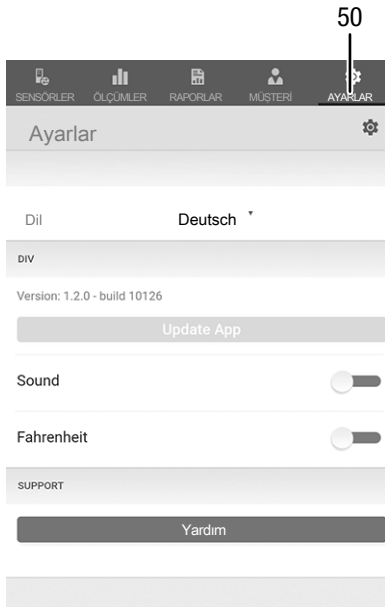 50
SENSÖRLER ÖLÇÜMLER RAPORLAR MÜŞTERİ AYARLAR
Ayarlar
Dil Deutsch
DIV
Version: 1.2.0 - build 10126
Update App
Sound
Fahrenheit
SUPPORT
Yardım